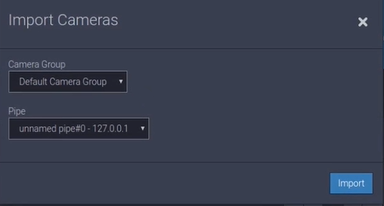 Import Cameras
Camera Group
Default Camera Group
Pipe
unnamed pipe#0 - 127.0.0.1
Import